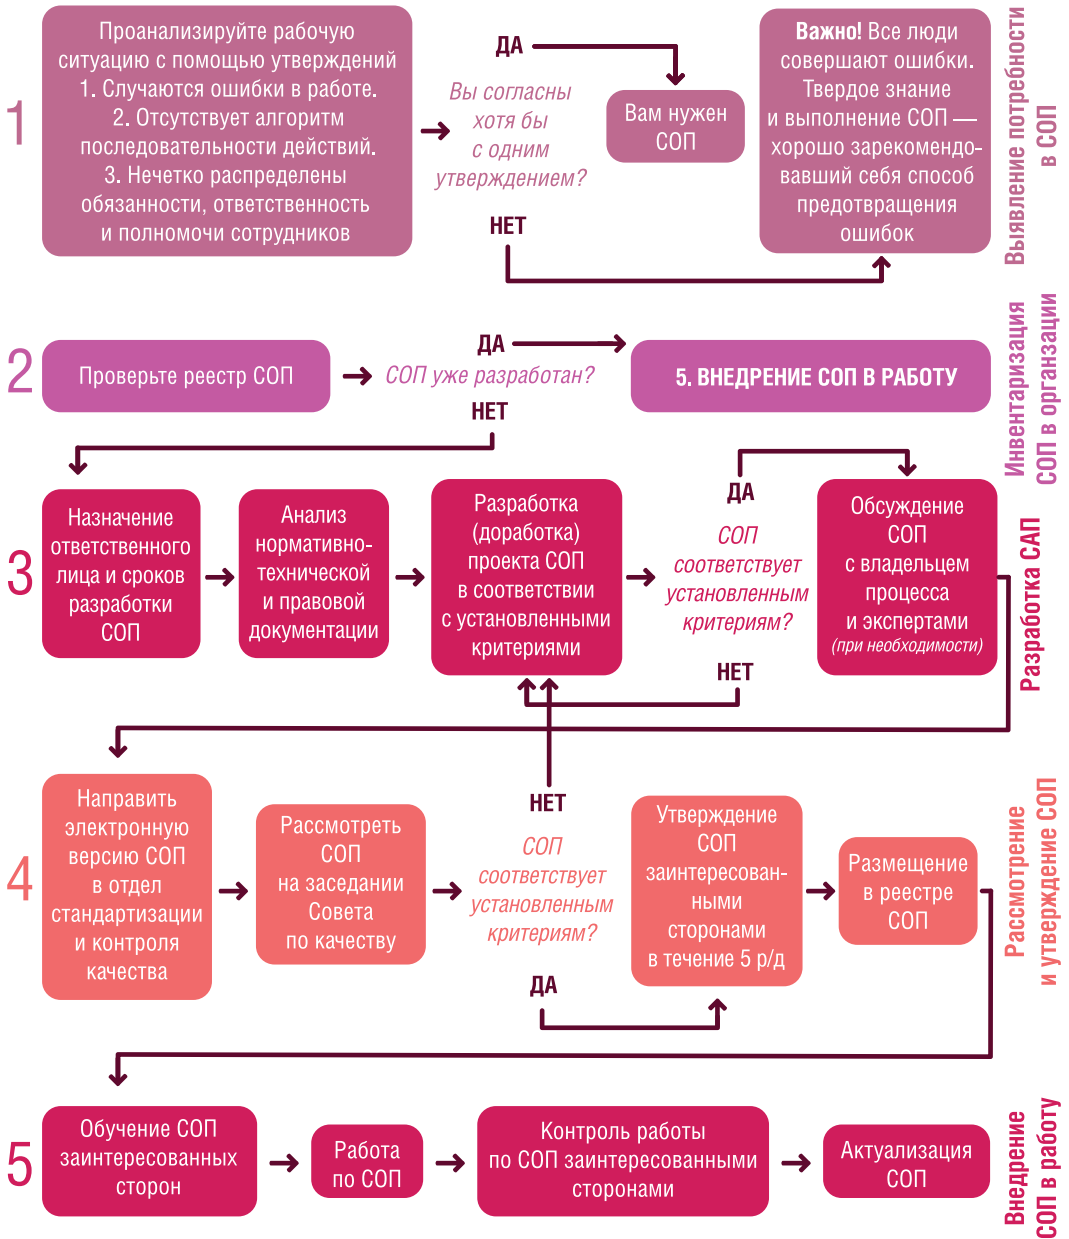 1
Проанализируйте рабочую
ситуацию с помощью утверждений
1. Случаются ошибки в работе.
2. Отсутствует алгоритм
последовательности действий.
3. Нечетко распределены
обязанности, ответственность
и полномочи сотрудников
Вы согласны
хотя бы
с одним
утверждением?
ДА
Вам нужен
СОП
НЕТ
Важно! Все люди
совершают ошибки.
Твердое знание
и выполнение СОП —
хорошо зарекомендо-
вавший себя способ
предотвращения
ошибок
Выявление потребности
в СОП
2
Проверьте реестр СОП
СОП уже разработан?
ДА
5. ВНЕДРЕНИЕ СОП В РАБОТУ
НЕТ
Инвентаризация
СОП в органзации
3
Назначение
ответственного
лица и сроков
разработки
СОП
Анализ
нормативно-
технической
и правовой
документации
Разработка
(доработка)
проекта СОП
в соответствии
с установленными
критериями
ДА
СОП
соответствует
установленным
критериям?
НЕТ
Обсуждение
СОП
с владельцем
процесса
и экспертами
(при необходимости)
Разработка САП
4
Направить
электронную
версию СОП
в отдел
стандартизации
и контроля
качества
Рассмотреть
СОП
на заседании
Совета
по качеству
НЕТ
СОП
соответствует
установленным
критериям?
ДА
Утверждение
СОП
заинтересован-
ными
сторонами
в течение 5 р/д
Размещение
в реестре
СОП
Рассмотрение
и утверждение СОП
5
Обучение СОП
заинтересованных
сторон
Работа
по СОП
Контроль работы
по СОП заинтересованными
сторонами
Актуализация
СОП
Внедрение
СОП в работу